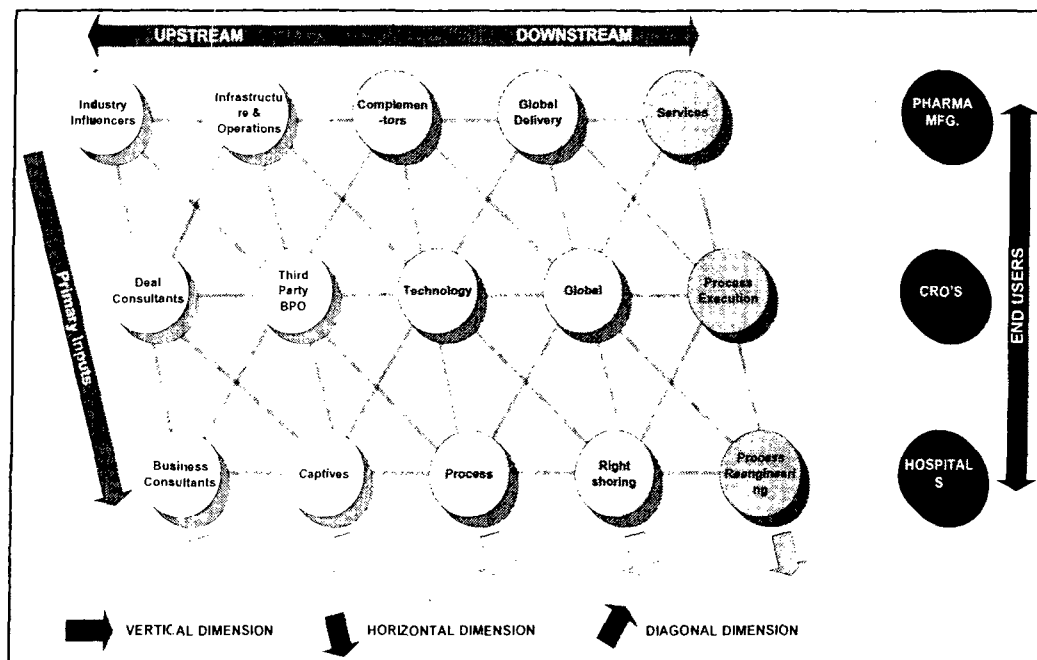 UPSTREAM
DOWNSTREAM
Industry
Influencers
Infrastructu
re &
Operations
Complemen
-tors
Global
Delivery
Services
PHARMA
MFG.
Primary Inputs
Deal
Consultants
Third
Party
BPO
Technology
Global
Process
Execution
CRO'S
END USERS
Business
Consultants
Captives
Process
Right
shoring
Process
Reengineeri
ng
HOSPITAL
S
VERTICAL DIMENSION
HORIZONTAL DIMENSION
DIAGONAL DIMENSION